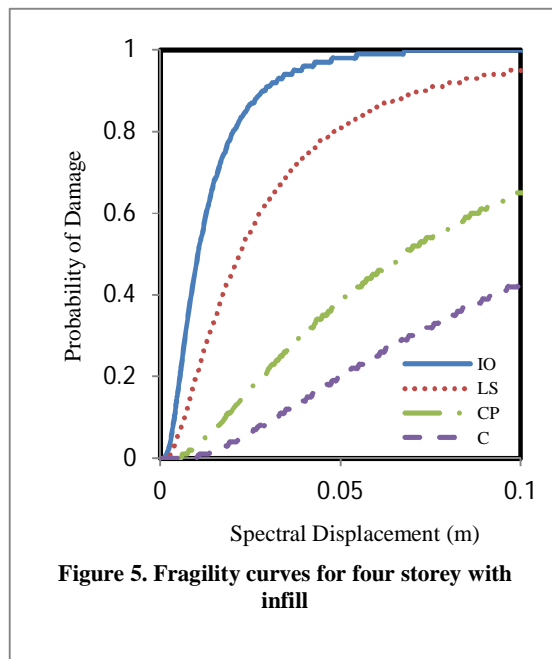 1
0.8
0.6
0.4
0.2
0
Probability of Damage
IO
LS
CP
C
0
0.05
0.1
Spectral Displacement (m)
Figure 5. Fragility curves for four storey with
infill